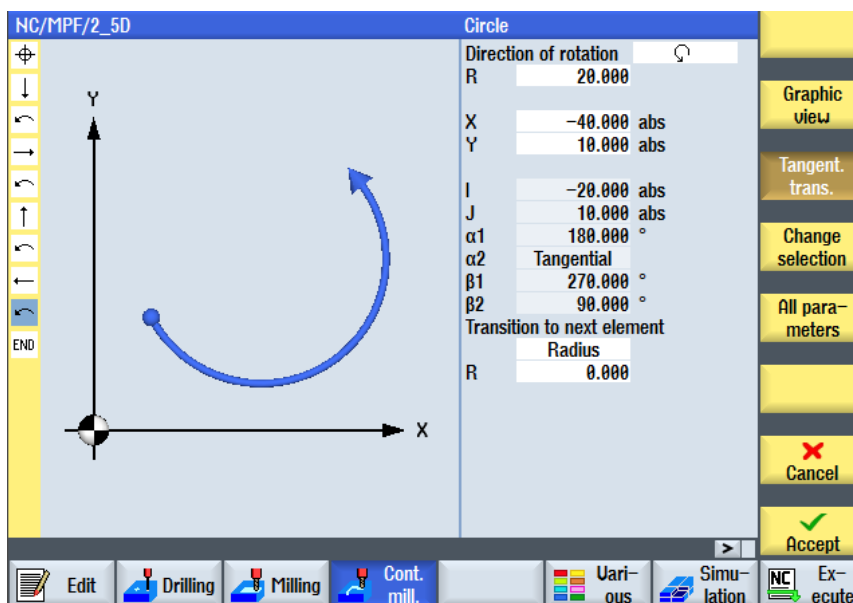 NC/MPF/2_5D
Circle
Direction of rotation
R 20.000
X -40.000 abs
Y 10.000 abs
I -20.000 abs
J 10.000 abs
α1 180.000 °
α2 Tangential
β1 270.000 °
β2 90.000 °
Transition to next element
Radius
R 0.000
END
Y
X
Graphic
view
Tangent.
trans.
Change
selection
All para-
meters
Cancel
Accept
>
Edit
Drilling
Milling
Cont.
mill.
Vari-
ous
Simu-
lation
NC
Ex-
ecute